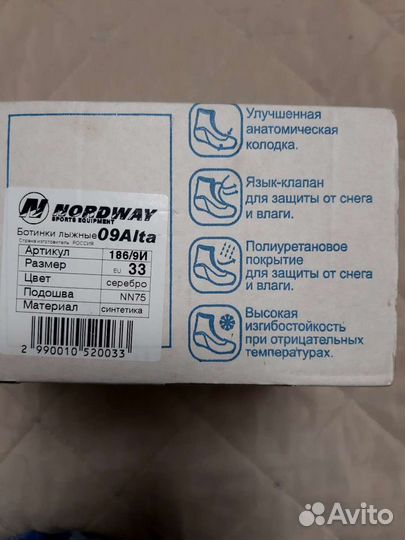 NORDWAY
SPORTS EQUIPMENT
Ботинки лыжные 09Alta
Страна изготовитель РОССИЯ
Артикул 186/9И
Размер EU 33
Цвет серебро
Подошва NN75
Материал синтетика
2 990010 520033
Улучшенная
анатомическая
колодка.
Язык-клапан
для защиты от снега
и влаги.
Полиуретановое
покрытие
для защиты от снега
и влаги.
Высокая
изгибостойкость
при отрицательных
температурах.
Avito